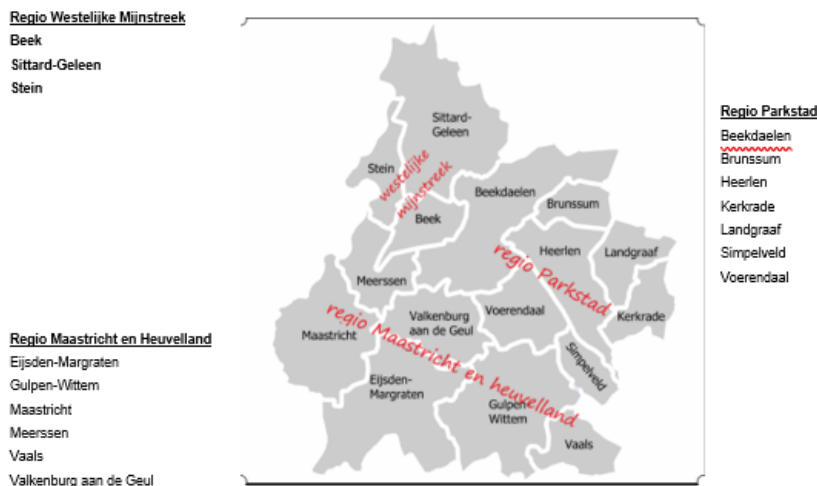 Regio Westelijke Mijnstreek
Beek
Sittard-Geleen
Stein
Regio Maastricht en Heuvelland
Eijsden-Margraten
Gulpen-Wittem
Maastricht
Meerssen
Vaals
Valkenburg aan de Geul
Sittard-
Geleen
Stein
westelijke
mijnstreek
Beek
Beekdaelen
Brunssum
Heerlen
Landgraaf
regio Parkstad
Kerkrade
Meerssen
Maastricht
Valkenburg
aan de Geul
Voerendaal
regio Maastricht en heuvelland
Simpelveld
Eijsden-
Margraten
Gulpen-
Wittem
Vaals
Regio Parkstad
Beekdaelen
Brunssum
Heerlen
Kerkrade
Landgraaf
Simpelveld
Voerendaal